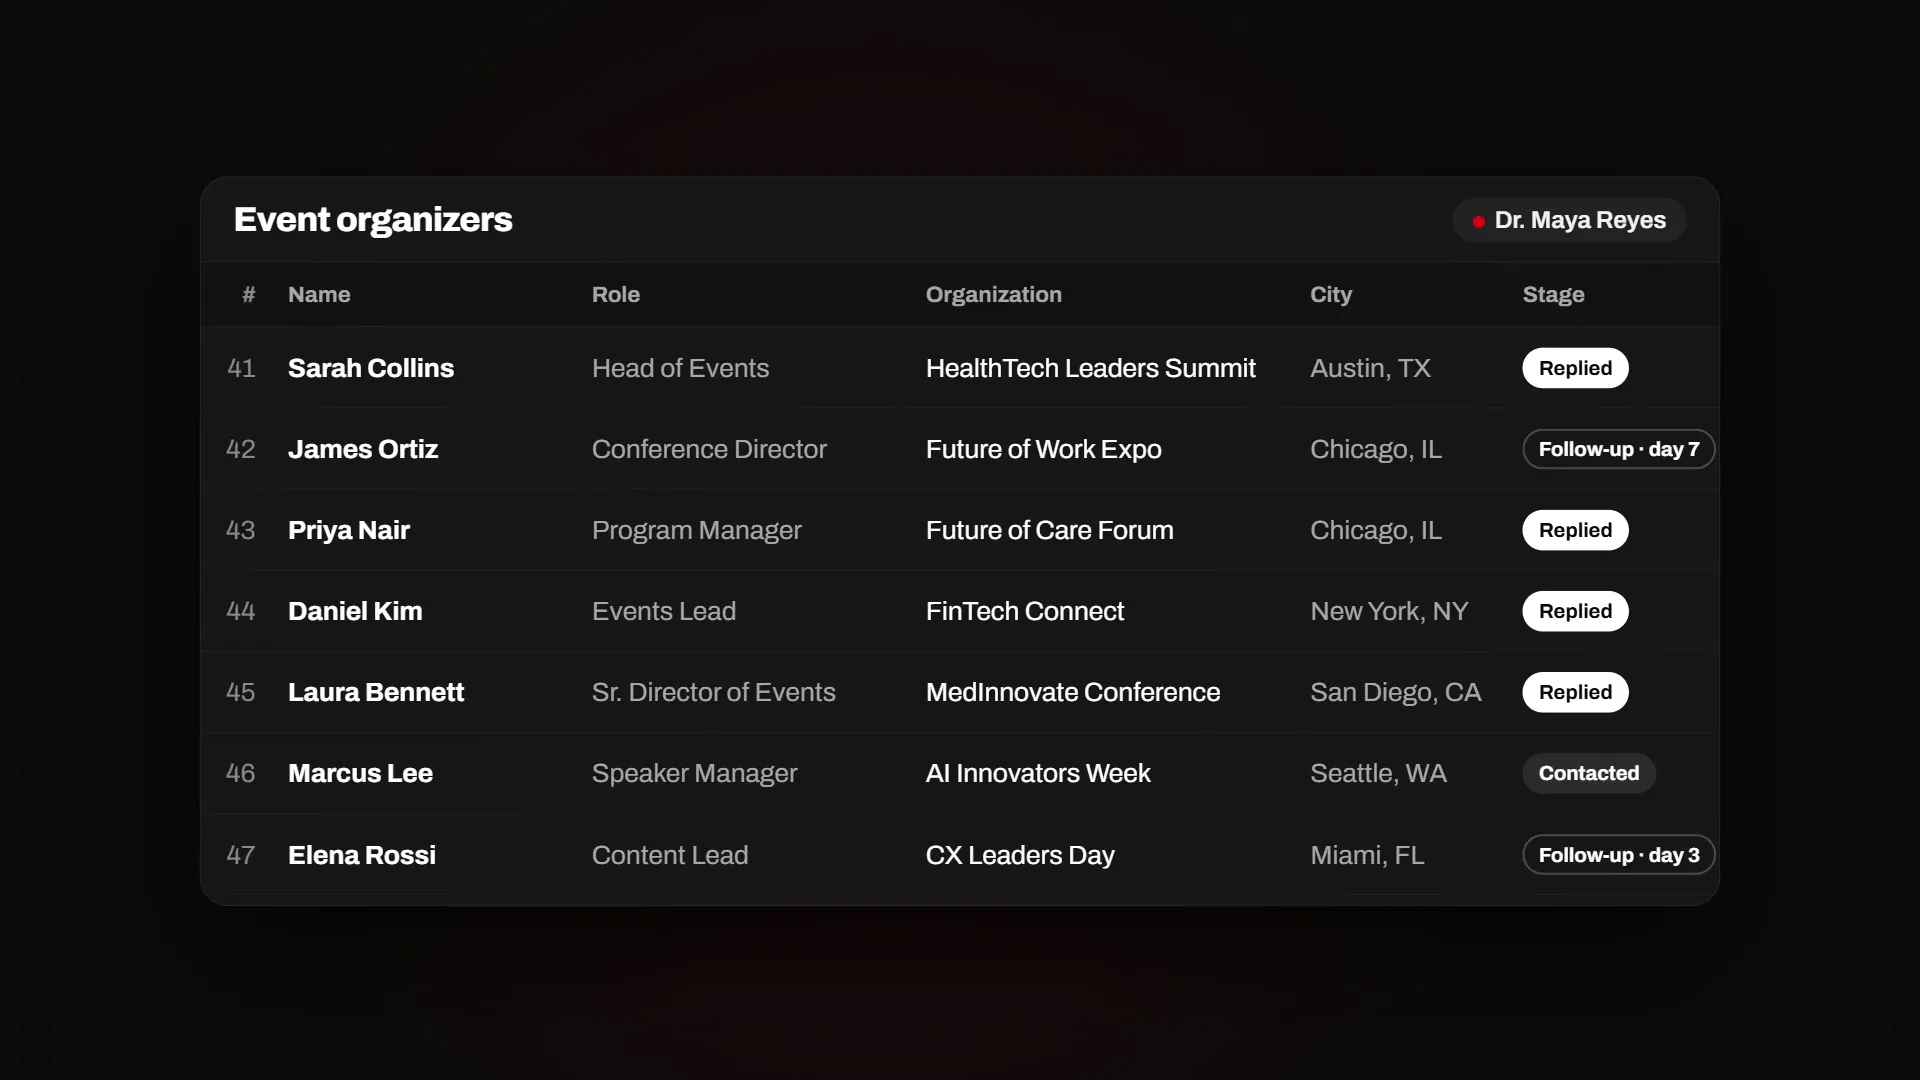 Event organizers
Dr. Maya Reyes
# Name Role Organization City Stage
41 Sarah Collins Head of Events HealthTech Leaders Summit Austin, TX Replied
42 James Ortiz Conference Director Future of Work Expo Chicago, IL Follow-up · day 7
43 Priya Nair Program Manager Future of Care Forum Chicago, IL Replied
44 Daniel Kim Events Lead FinTech Connect New York, NY Replied
45 Laura Bennett Sr. Director of Events MedInnovate Conference San Diego, CA Replied
46 Marcus Lee Speaker Manager AI Innovators Week Seattle, WA Contacted
47 Elena Rossi Content Lead CX Leaders Day Miami, FL Follow-up · day 3